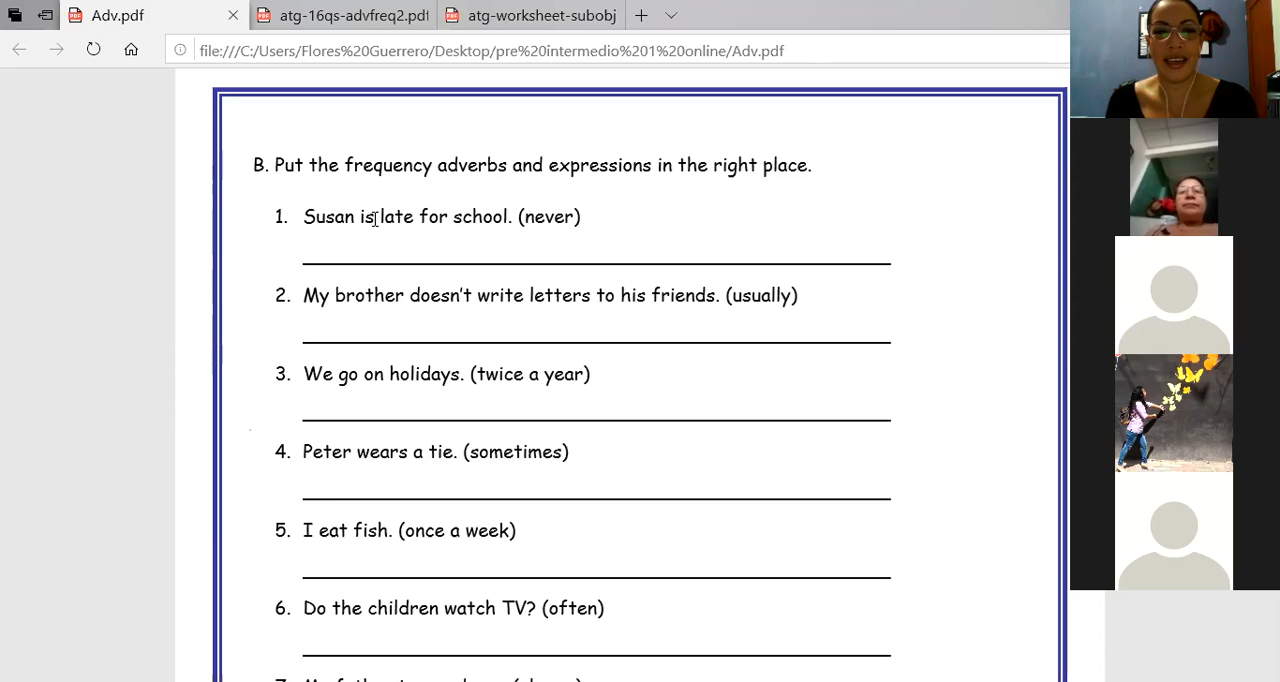 Adv.pdf
atg-16qs-advfreq2.pdf
atg-worksheet-subobj
file:///C:/Users/Flores%20Guerrero/Desktop/pre%20intermedio%201%20online/Adv.pdf
B. Put the frequency adverbs and expressions in the right place.
1. Susan is late for school. (never)
2. My brother doesn't write letters to his friends. (usually)
3. We go on holidays. (twice a year)
4. Peter wears a tie. (sometimes)
5. I eat fish. (once a week)
6. Do the children watch TV? (often)